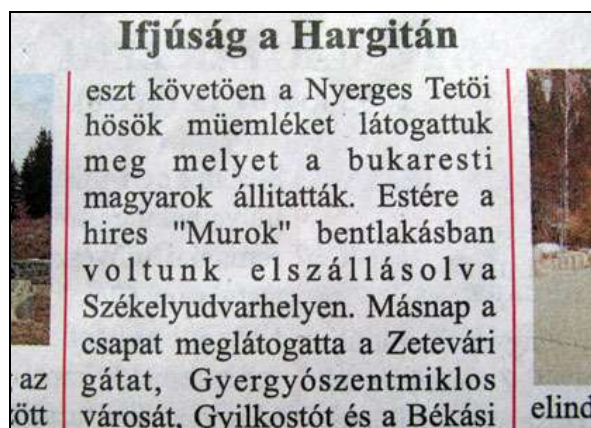 Ifjúság a Hargitán
eszt követöen a Nyerges Tetöi
hösök müemléket látogattuk
meg melyet a bukaresti
magyarok állitatták. Estére a
hires "Murok" bentlakásban
voltunk elszállásolva
Székelyudvarhelyen. Másnap a
csapat meglátogatta a Zetevári
gátat, Gyergyószentmiklos
városát, Gyilkostót és a Békási
az
elind